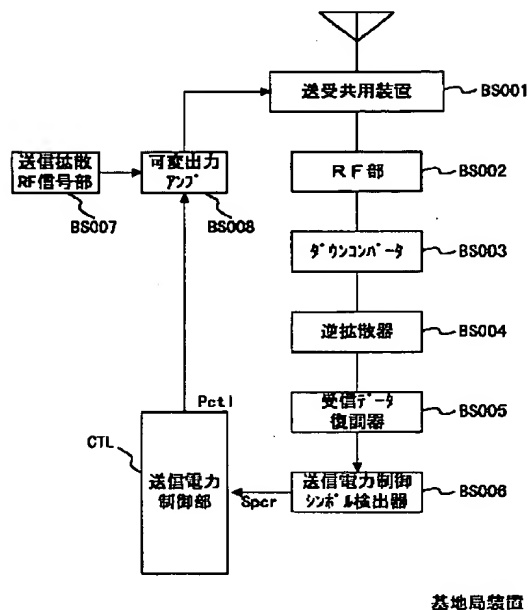 送受共用装置
BS001
送信拡散
RF信号部
可変出力
アンプ
RF部
BS002
BS007
BS008
ダウンコンバータ
BS003
逆拡散器
BS004
Pctl
受信データ
復調器
BS005
CTL
送信電力
制御部
Spcr
送信電力制御
シンボル検出器
BS006
基地局装置